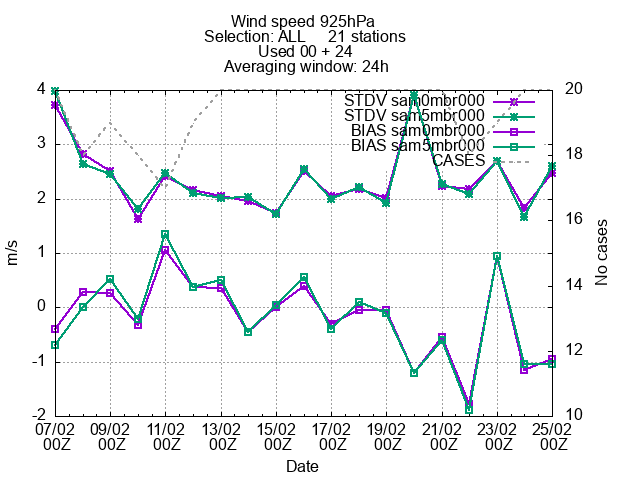 Wind speed 925hPa
Selection: ALL 21 stations
Used 00 + 24
Averaging window: 24h
4
3
2
1
0
-1
-2
m/s
20
18
16
14
12
10
No cases
STDV sam0mbr000
STDV sam5mbr000
BIAS sam0mbr000
BIAS sam5mbr000
CASES
07/02 09/02 11/02 13/02 15/02 17/02 19/02 21/02 23/02 25/02
00Z 00Z 00Z 00Z 00Z 00Z 00Z 00Z 00Z 00Z
Date